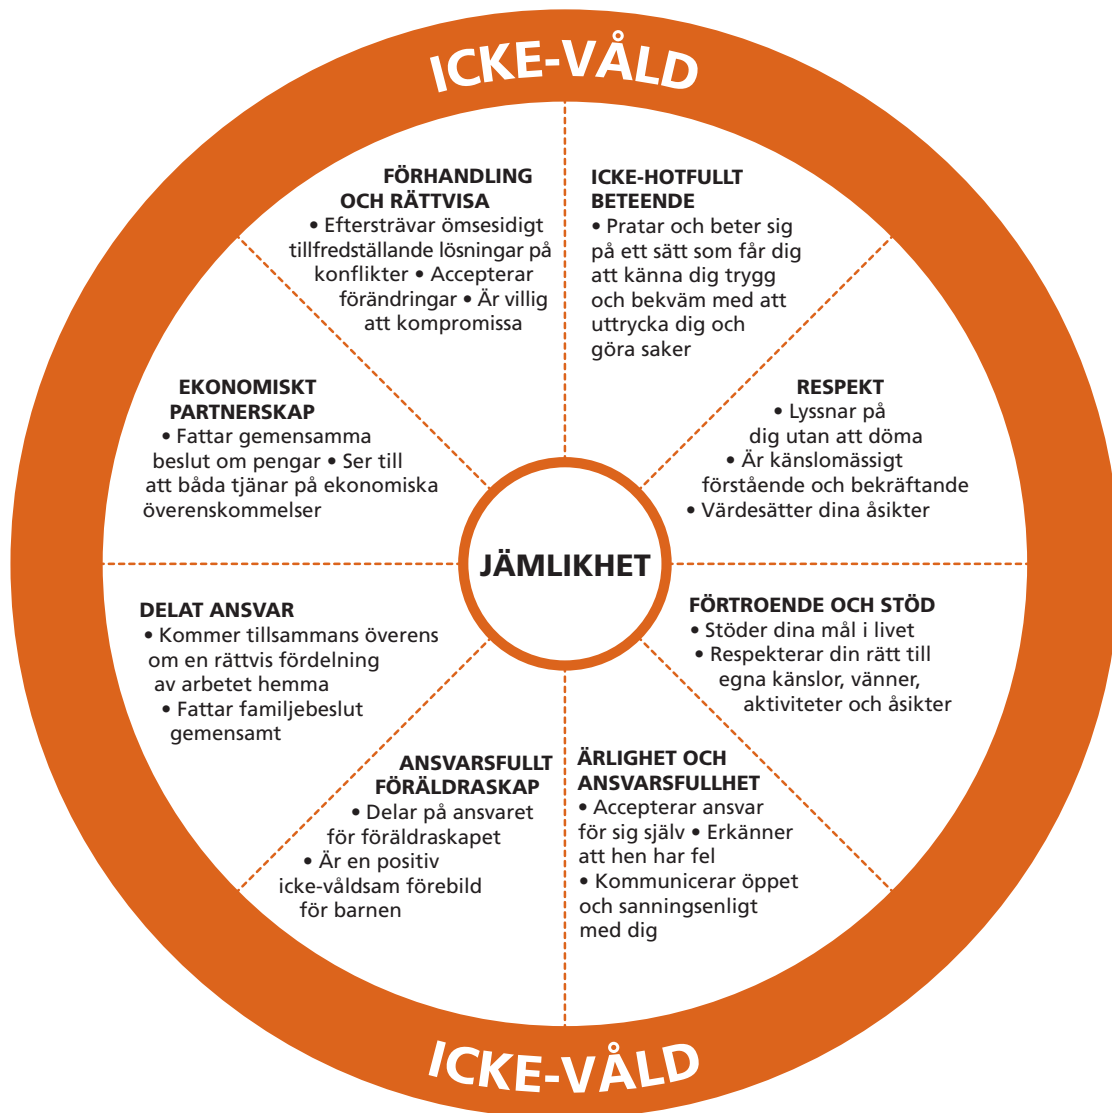 ICKE-VÅLD
FÖRHANDLING
OCH RÄTTVISA
• Eftersträvar ömsesidigt
tillfredställande lösningar på
konflikter • Accepterar
förändringar • Är villig
att kompromissa
ICKE-HOTFULLT
BETEENDE
• Pratar och beter sig
på ett sätt som får dig
att känna dig trygg
och bekväm med att
uttrycka dig och
göra saker
EKONOMISKT
PARTNERSKAP
• Fattar gemensamma
beslut om pengar • Ser till
att båda tjänar på ekonomiska
överenskommelser
RESPEKT
• Lyssnar på
dig utan att döma
• Är känslomässigt
förstående och bekräftande
• Värdesätter dina åsikter
JÄMLIKHET
DELAT ANSVAR
• Kommer tillsammans överens
om en rättvis fördelning
av arbetet hemma
• Fattar familjebeslut
gemensamt
FÖRTROENDE OCH STÖD
• Stöder dina mål i livet
• Respekterar din rätt till
egna känslor, vänner,
aktiviteter och åsikter
ANSVARSFULLT
FÖRÄLDRASKAP
• Delar på ansvaret
för föräldraskapet
• Är en positiv
icke-våldsam förebild
för barnen
ÄRLIGHET OCH
ANSVARSFULLHET
• Accepterar ansvar
för sig själv • Erkänner
att hen har fel
• Kommunicerar öppet
och sanningsenligt
med dig
ICKE-VÅLD